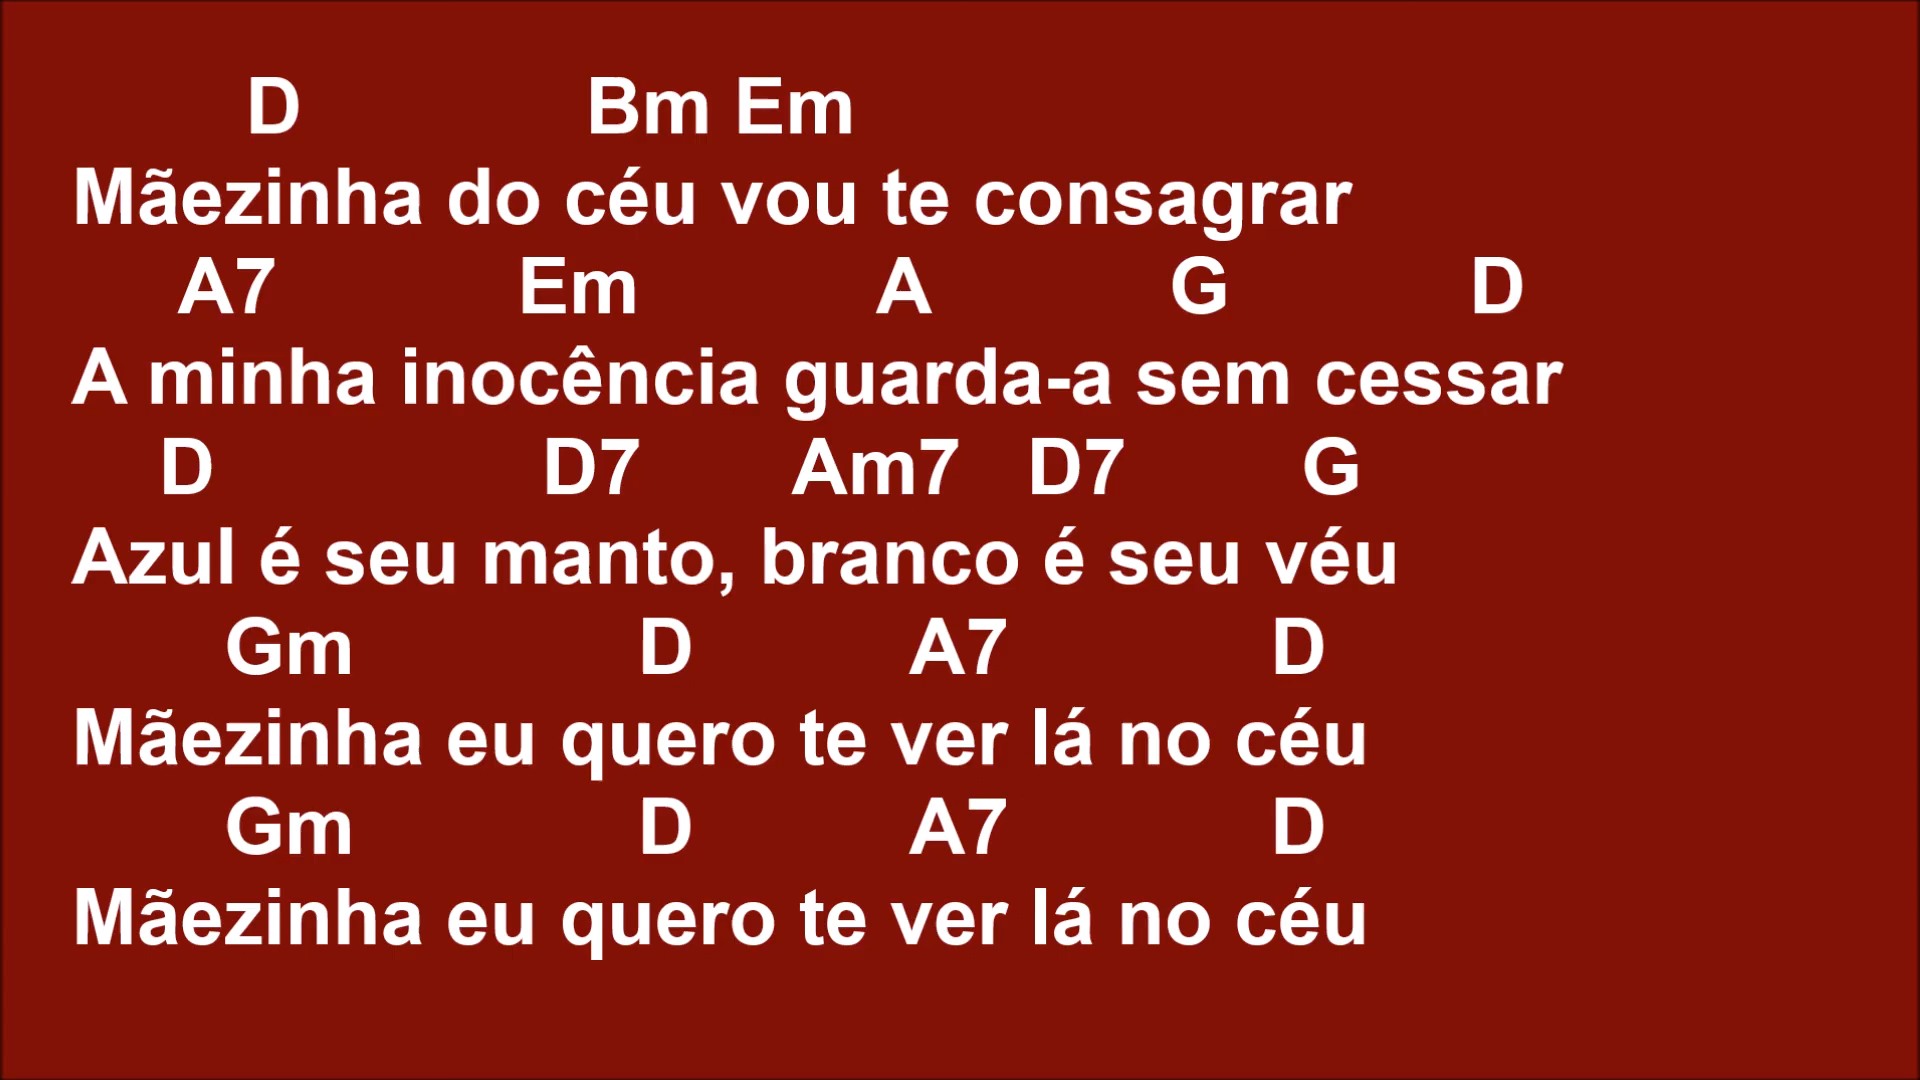 D Bm Em
Mãezinha do céu vou te consagrar
A7 Em A G D
A minha inocência guarda-a sem cessar
D D7 Am7 D7 G
Azul é seu manto, branco é seu véu
Gm D A7 D
Mãezinha eu quero te ver lá no céu
Gm D A7 D
Mãezinha eu quero te ver lá no céu